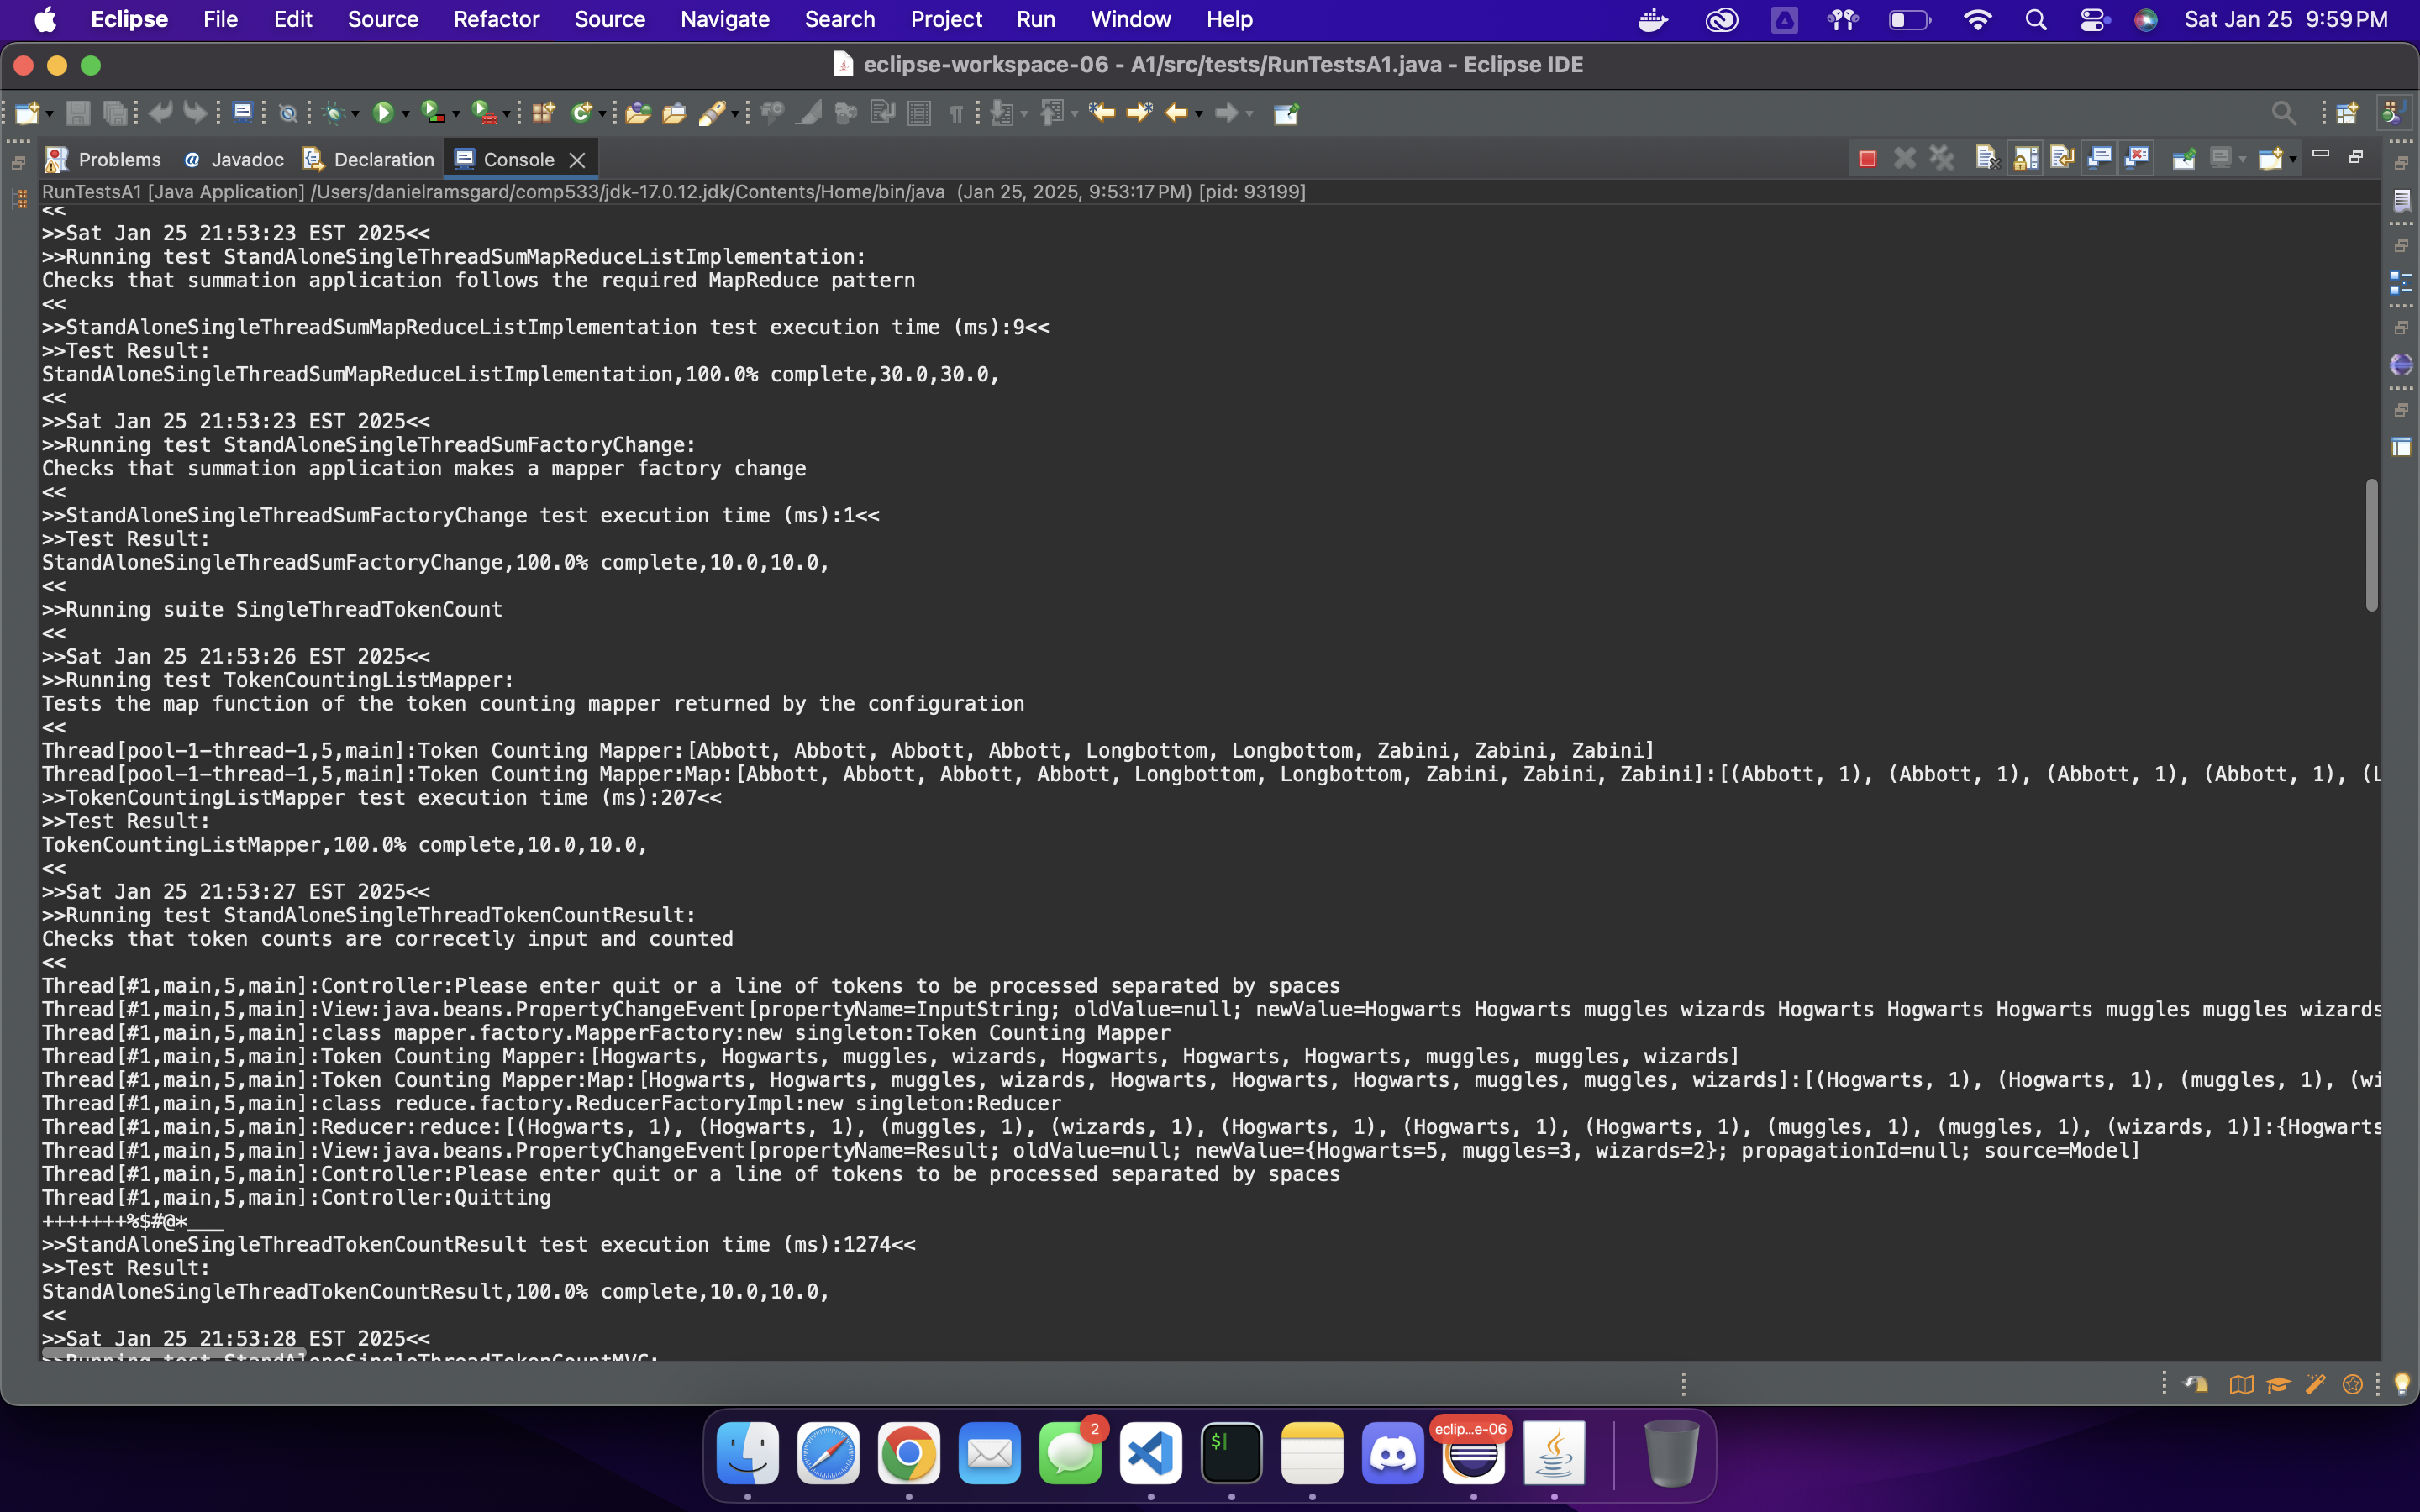 Eclipse File Edit Source Refactor Source Navigate Search Project Run Window Help Sat Jan 25 9:59 PM
eclipse-workspace-06 - A1/src/tests/RunTestsA1.java - Eclipse IDE
Problems Javadoc Declaration Console
RunTestsA1 [Java Application] /Users/danielramsgard/comp533/jdk-17.0.12.jdk/Contents/Home/bin/java (Jan 25, 2025, 9:53:17 PM) [pid: 93199]
<<
>>Sat Jan 25 21:53:23 EST 2025<<
>>Running test StandAloneSingleThreadSumMapReduceListImplementation:
Checks that summation application follows the required MapReduce pattern
<<
>>StandAloneSingleThreadSumMapReduceListImplementation test execution time (ms):9<<
>>Test Result:
StandAloneSingleThreadSumMapReduceListImplementation,100.0% complete,30.0,30.0,
<<
>>Sat Jan 25 21:53:23 EST 2025<<
>>Running test StandAloneSingleThreadSumFactoryChange:
Checks that summation application makes a mapper factory change
<<
>>StandAloneSingleThreadSumFactoryChange test execution time (ms):1<<
>>Test Result:
StandAloneSingleThreadSumFactoryChange,100.0% complete,10.0,10.0,
<<
>>Running suite SingleThreadTokenCount
<<
>>Sat Jan 25 21:53:26 EST 2025<<
>>Running test TokenCountingListMapper:
Tests the map function of the token counting mapper returned by the configuration
<<
Thread[pool-1-thread-1,5,main]:Token Counting Mapper:[Abbott, Abbott, Abbott, Abbott, Longbottom, Longbottom, Zabini, Zabini, Zabini]
Thread[pool-1-thread-1,5,main]:Token Counting Mapper:Map:[Abbott, Abbott, Abbott, Abbott, Longbottom, Longbottom, Zabini, Zabini, Zabini]:[(Abbott, 1), (Abbott, 1), (Abbott, 1), (Abbott, 1), (L
>>TokenCountingListMapper test execution time (ms):207<<
>>Test Result:
TokenCountingListMapper,100.0% complete,10.0,10.0,
<<
>>Sat Jan 25 21:53:27 EST 2025<<
>>Running test StandAloneSingleThreadTokenCountResult:
Checks that token counts are correcetly input and counted
<<
Thread[#1,main,5,main]:Controller:Please enter quit or a line of tokens to be processed separated by spaces
Thread[#1,main,5,main]:View:java.beans.PropertyChangeEvent[propertyName=InputString; oldValue=null; newValue=Hogwarts Hogwarts muggles wizards Hogwarts Hogwarts Hogwarts muggles muggles wizards
Thread[#1,main,5,main]:class mapper.factory.MapperFactory:new singleton:Token Counting Mapper
Thread[#1,main,5,main]:Token Counting Mapper:[Hogwarts, Hogwarts, muggles, wizards, Hogwarts, Hogwarts, Hogwarts, muggles, muggles, wizards]
Thread[#1,main,5,main]:Token Counting Mapper:Map:[Hogwarts, Hogwarts, muggles, wizards, Hogwarts, Hogwarts, Hogwarts, muggles, muggles, wizards]:[(Hogwarts, 1), (Hogwarts, 1), (muggles, 1), (wi
Thread[#1,main,5,main]:class reduce.factory.ReducerFactoryImpl:new singleton:Reducer
Thread[#1,main,5,main]:Reducer:reduce:[(Hogwarts, 1), (Hogwarts, 1), (muggles, 1), (wizards, 1), (Hogwarts, 1), (Hogwarts, 1), (Hogwarts, 1), (muggles, 1), (muggles, 1), (wizards, 1)]:{Hogwarts
Thread[#1,main,5,main]:View:java.beans.PropertyChangeEvent[propertyName=Result; oldValue=null; newValue={Hogwarts=5, muggles=3, wizards=2}; propagationId=null; source=Model]
Thread[#1,main,5,main]:Controller:Please enter quit or a line of tokens to be processed separated by spaces
Thread[#1,main,5,main]:Controller:Quitting
+++++++%$#@*___
>>StandAloneSingleThreadTokenCountResult test execution time (ms):1274<<
>>Test Result:
StandAloneSingleThreadTokenCountResult,100.0% complete,10.0,10.0,
<<
>>Sat Jan 25 21:53:28 EST 2025<<
>>Running test StandAloneSingleThreadTokenCountMVC:
2
eclip...e-06